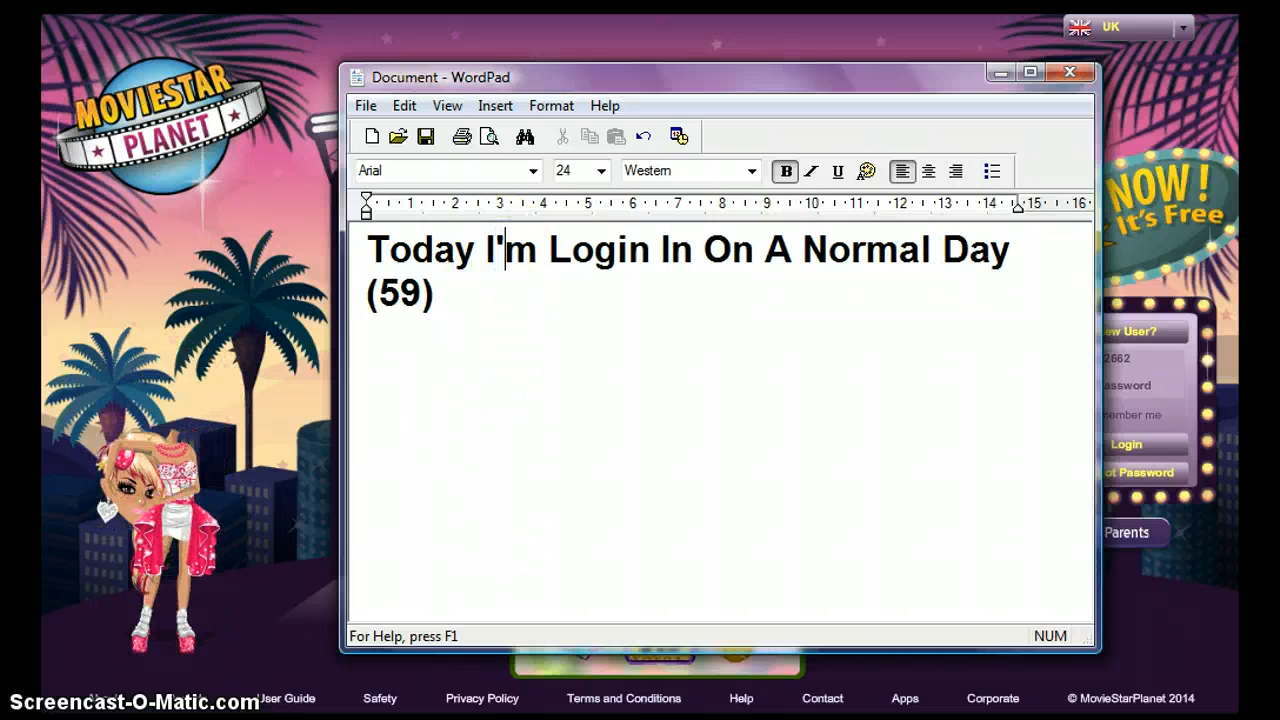 UK
MOVIESTAR
PLANET
Document - WordPad
File Edit View Insert Format Help
Arial 24 Western B I U
1 2 3 4 5 6 7 8 9 10 11 12 13 14 15 16
Today I'm Login In On A Normal Day
(59)
NOW!
It's Free
ew User?
2662
assword
member me
Login
ot Password
Parents
For Help, press F1 NUM
User Guide Safety Privacy Policy Terms and Conditions Help Contact Apps Corporate © MovieStarPlanet 2014
Screencast-O-Matic.com